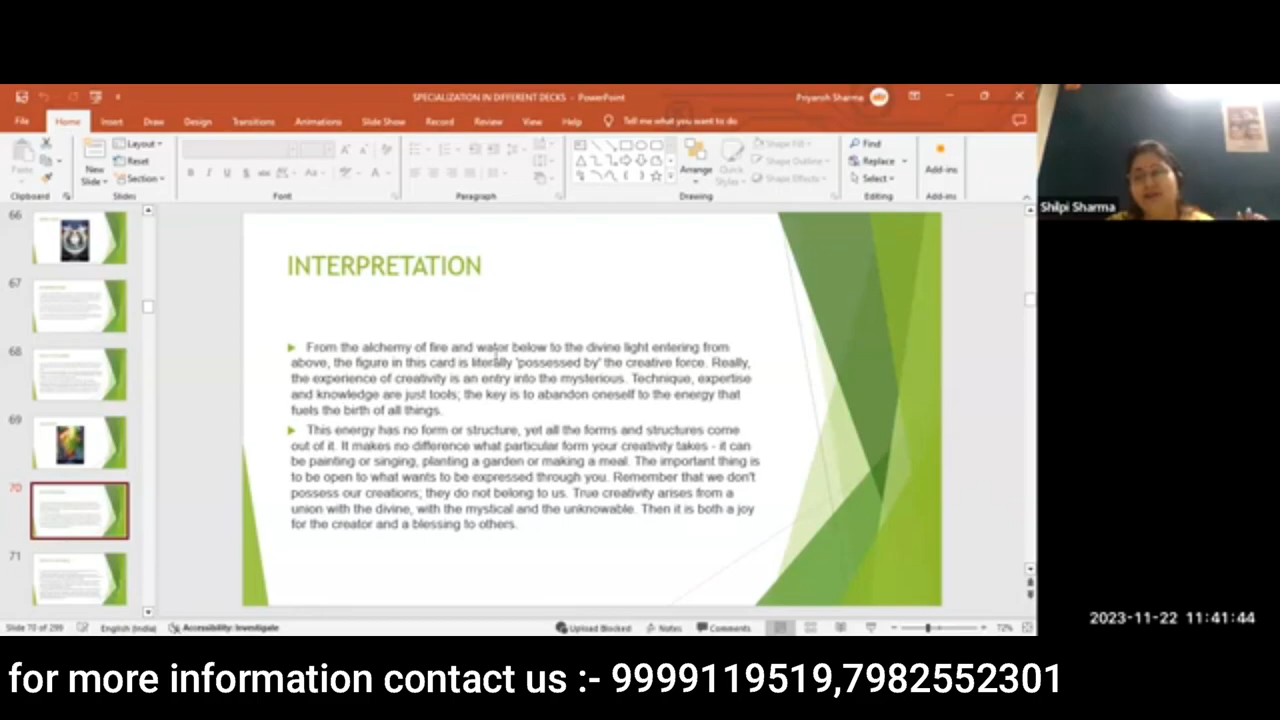 SPECIALIZATION IN DIFFERENT DECKS - PowerPoint
Priyansh Sharma
File Home Insert Draw Design Transitions Animations Slide Show Record Review View Help Tell me what you want to do
Paste
Clipboard
New Slide
Layout
Reset
Section
Slides
B I U S
Font
Paragraph
Arrange
Quick Styles
Shape Fill
Shape Outline
Shape Effects
Drawing
Find
Replace
Select
Editing
Add-ins
Add-ins
Shilpi Sharma
66
67
68
69
70
71
INTERPRETATION
From the alchemy of fire and water below to the divine light entering from
above, the figure in this card is literally 'possessed by' the creative force. Really,
the experience of creativity is an entry into the mysterious. Technique, expertise
and knowledge are just tools; the key is to abandon oneself to the energy that
fuels the birth of all things.
This energy has no form or structure, yet all the forms and structures come
out of it. It makes no difference what particular form your creativity takes - it can
be painting or singing, planting a garden or making a meal. The important thing is
to be open to what wants to be expressed through you. Remember that we don't
possess our creations; they do not belong to us. True creativity arises from a
union with the divine, with the mystical and the unknowable. Then it is both a joy
for the creator and a blessing to others.
Slide 70 of 299 English (India) Accessibility: Investigate Upload Blocked Notes Comments 72%
2023-11-22 11:41:44
for more information contact us :- 9999119519,7982552301